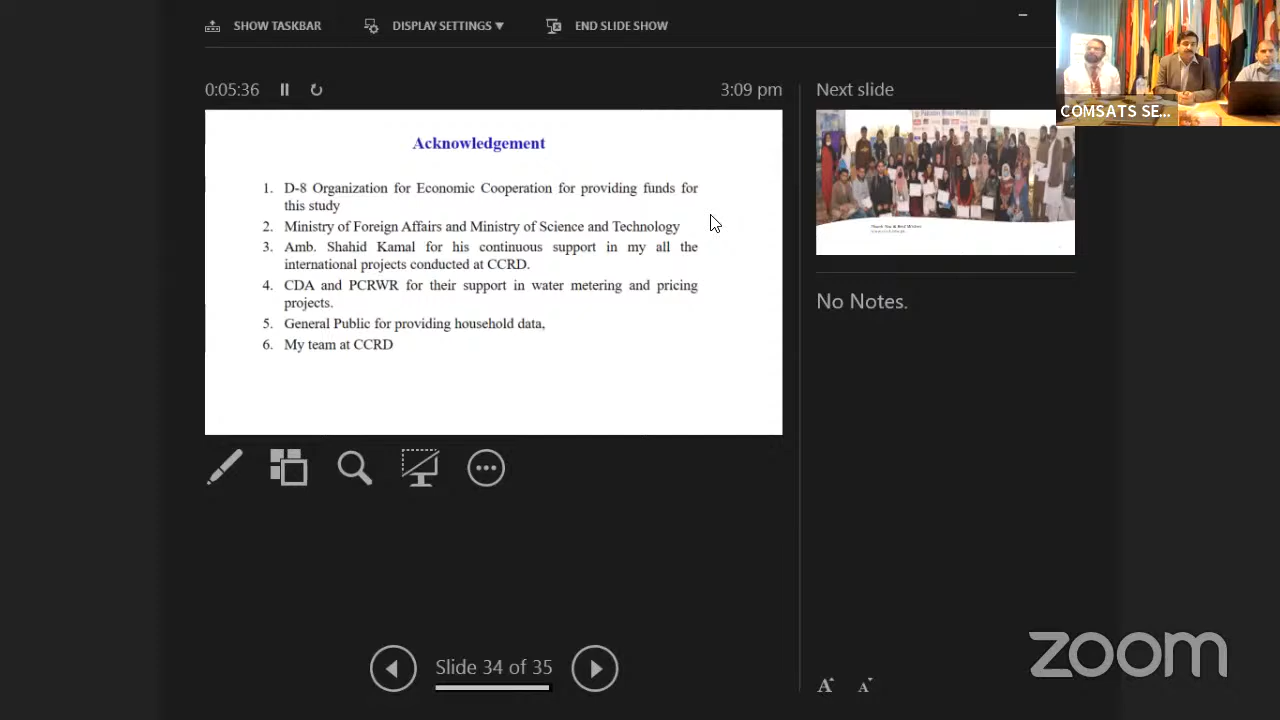 SHOW TASKBAR DISPLAY SETTINGS ▼ END SLIDE SHOW
COMSATS SE...
0:05:36 3:09 pm
Next slide
Acknowledgement
1. D-8 Organization for Economic Cooperation for providing funds for
this study
2. Ministry of Foreign Affairs and Ministry of Science and Technology
3. Amb. Shahid Kamal for his continuous support in my all the
international projects conducted at CCRD.
4. CDA and PCRWR for their support in water metering and pricing
projects.
5. General Public for providing household data,
6. My team at CCRD
Thank You & Best Wishes
No Notes.
Slide 34 of 35
A A
zoom